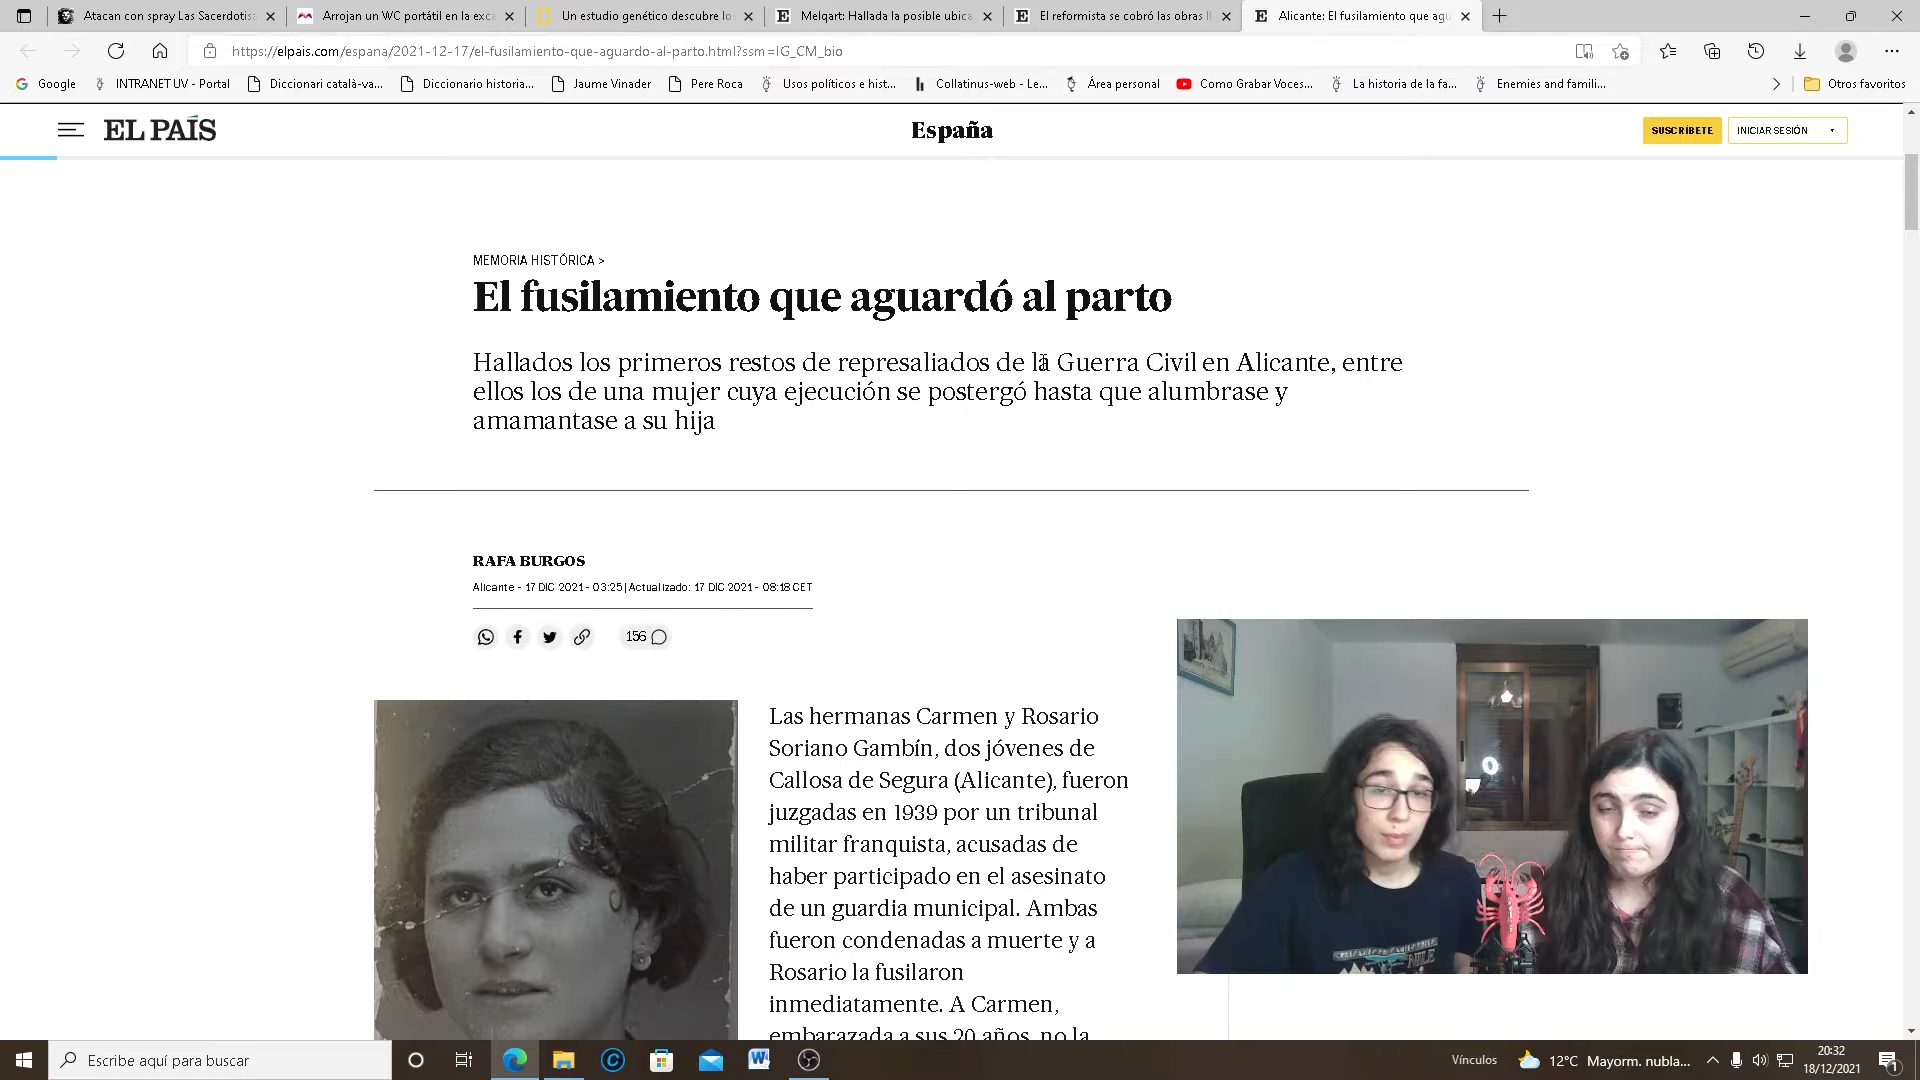 Atacan con spray Las Sacerdotisa
Arrojan un WC portátil en la exca
Un estudio genético descubre lo
Melqart: Hallada la posible ubica
El reformista se cobró las obras
Alicante: El fusilamiento que agu
https://elpais.com/espana/2021-12-17/el-fusilamiento-que-aguardo-al-parto.html?ssm=IG_CM_bio
Google
INTRANET UV - Portal
Diccionari català-va...
Diccionario historia...
Jaume Vinader
Pere Roca
Usos políticos e hist...
Collatinus-web - Le...
Área personal
Como Grabar Voces...
La historia de la fa...
Enemies and famili...
Otros favoritos
EL PAÍS
España
SUSCRÍBETE
INICIAR SESIÓN
MEMORIA HISTÓRICA >
El fusilamiento que aguardó al parto
Hallados los primeros restos de represaliados de la Guerra Civil en Alicante, entre
ellos los de una mujer cuya ejecución se postergó hasta que alumbrase y
amamantase a su hija
RAFA BURGOS
Alicante - 17 DIC 2021 - 03:25 | Actualizado: 17 DIC 2021 - 08:18 CET
156
Las hermanas Carmen y Rosario
Soriano Gambín, dos jóvenes de
Callosa de Segura (Alicante), fueron
juzgadas en 1939 por un tribunal
militar franquista, acusadas de
haber participado en el asesinato
de un guardia municipal. Ambas
fueron condenadas a muerte y a
Rosario la fusilaron
inmediatamente. A Carmen,
embarazada a sus 20 años, no la
NILE
Escribe aquí para buscar
Vínculos
12°C Mayorm. nubla...
20:32
18/12/2021
1